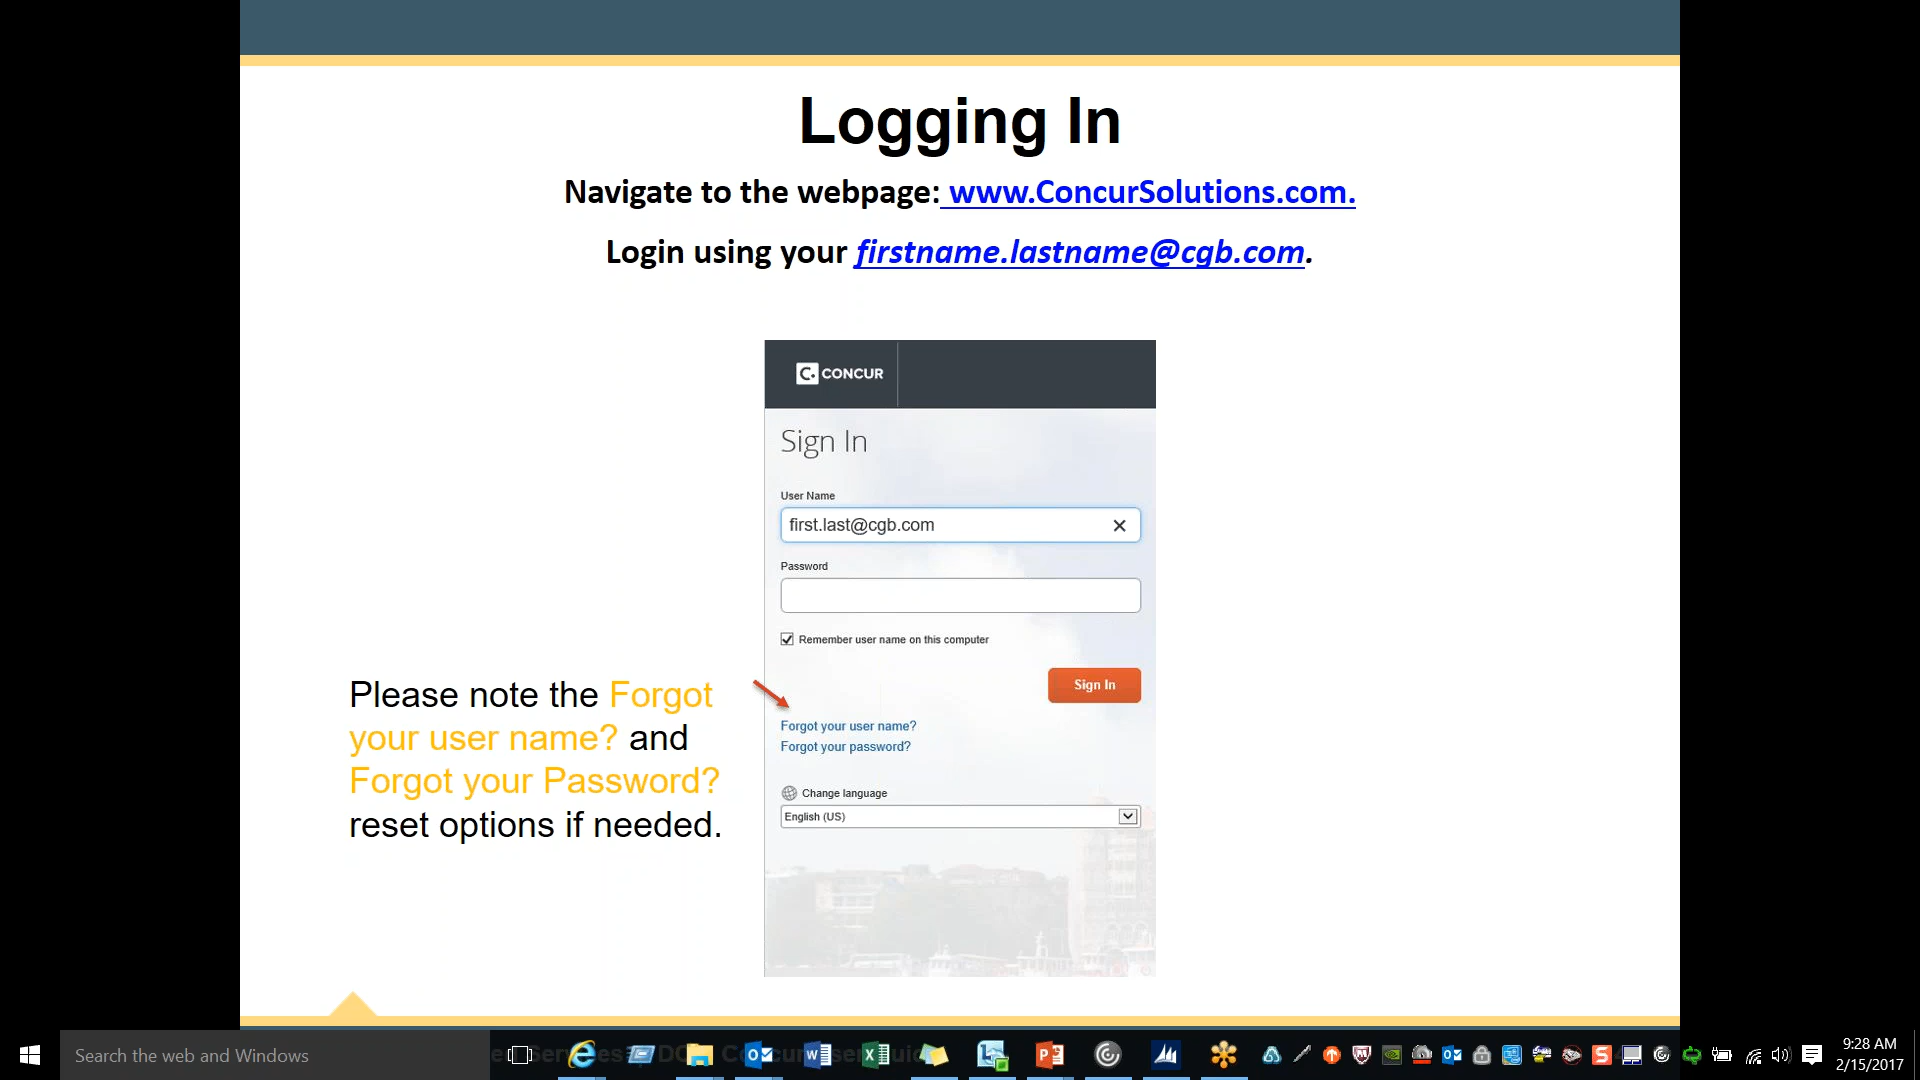 Logging In
Navigate to the webpage: www.ConcurSolutions.com.
Login using your firstname.lastname@cgb.com.
C. CONCUR
Sign In
User Name
first.last@cgb.com
Password
Remember user name on this computer
Sign In
Please note the Forgot
your user name? and
Forgot your Password?
reset options if needed.
Forgot your user name?
Forgot your password?
Change language
English (US)
Search the web and Windows
9:28 AM
2/15/2017